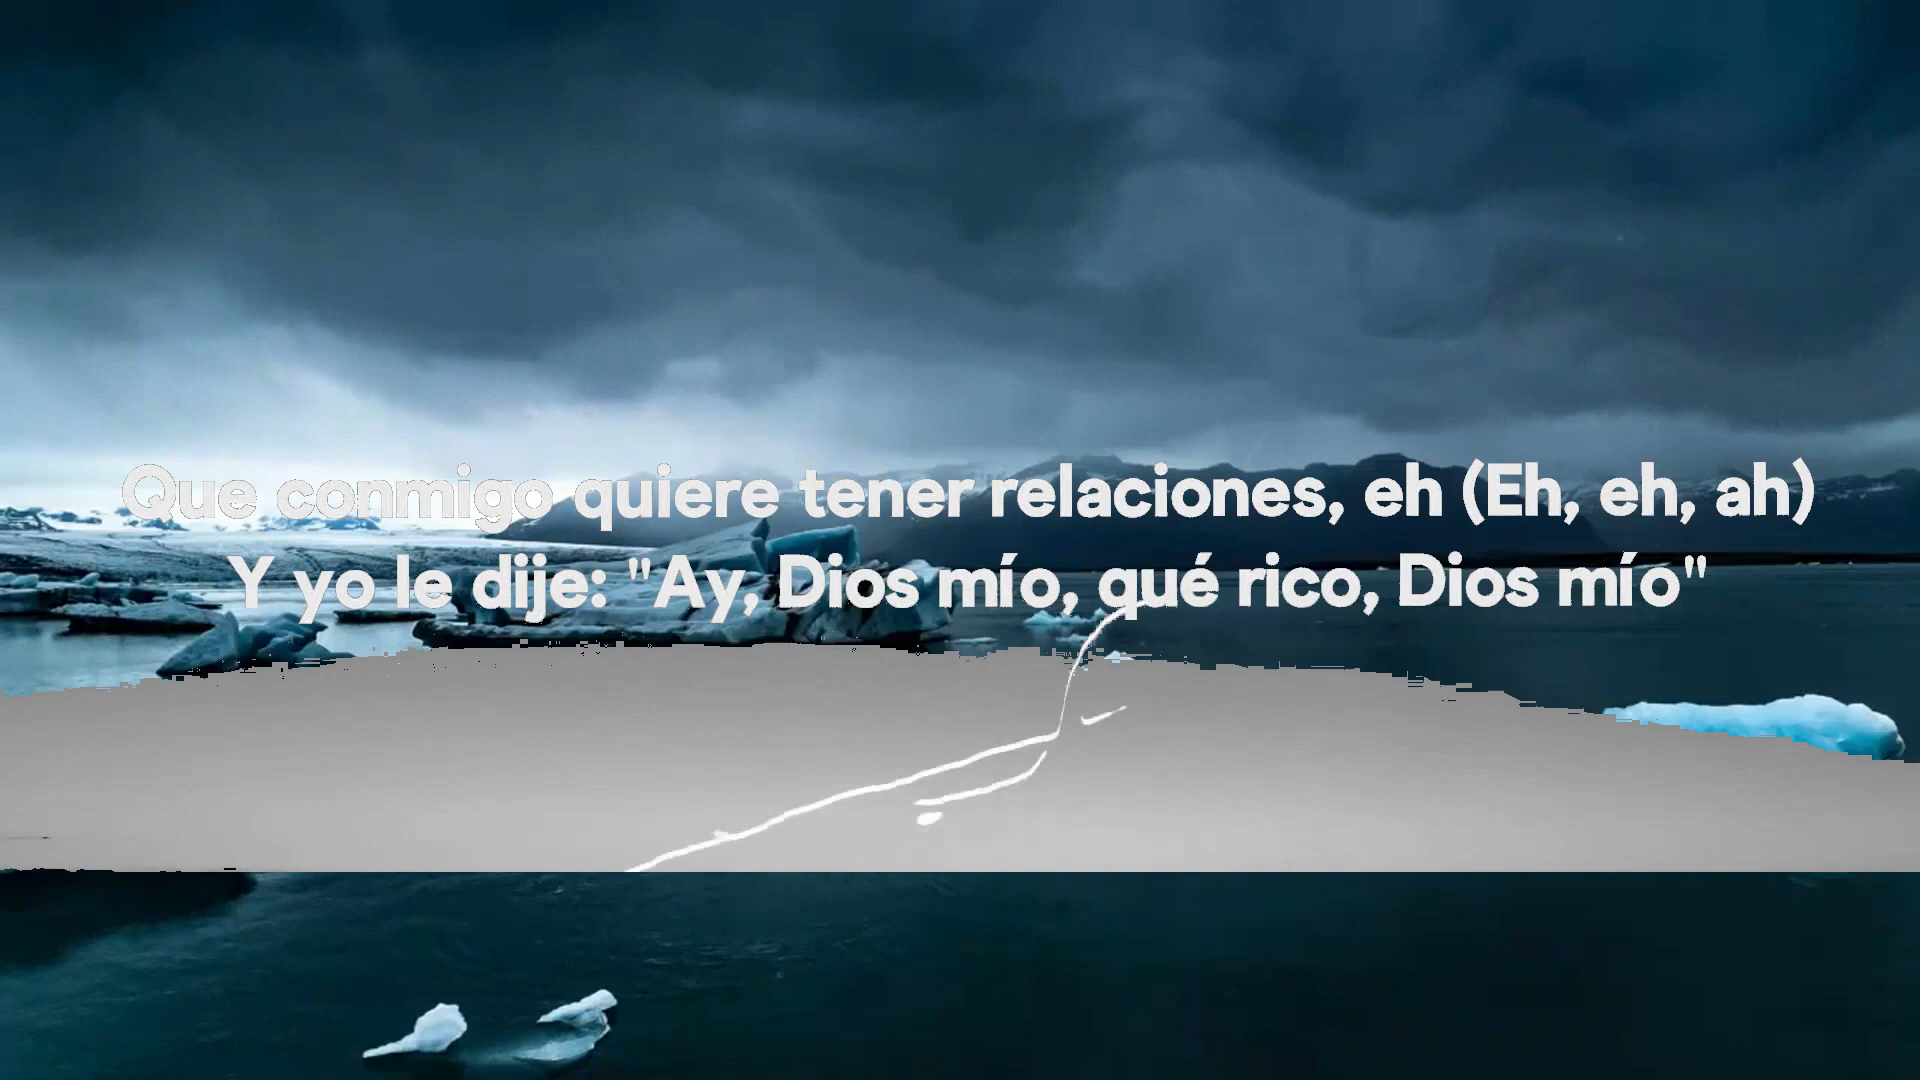 Que conmigo quiere tener relaciones, eh (Eh, eh, ah)
Y yo le dije: "Ay, Dios mío, qué rico, Dios mío"